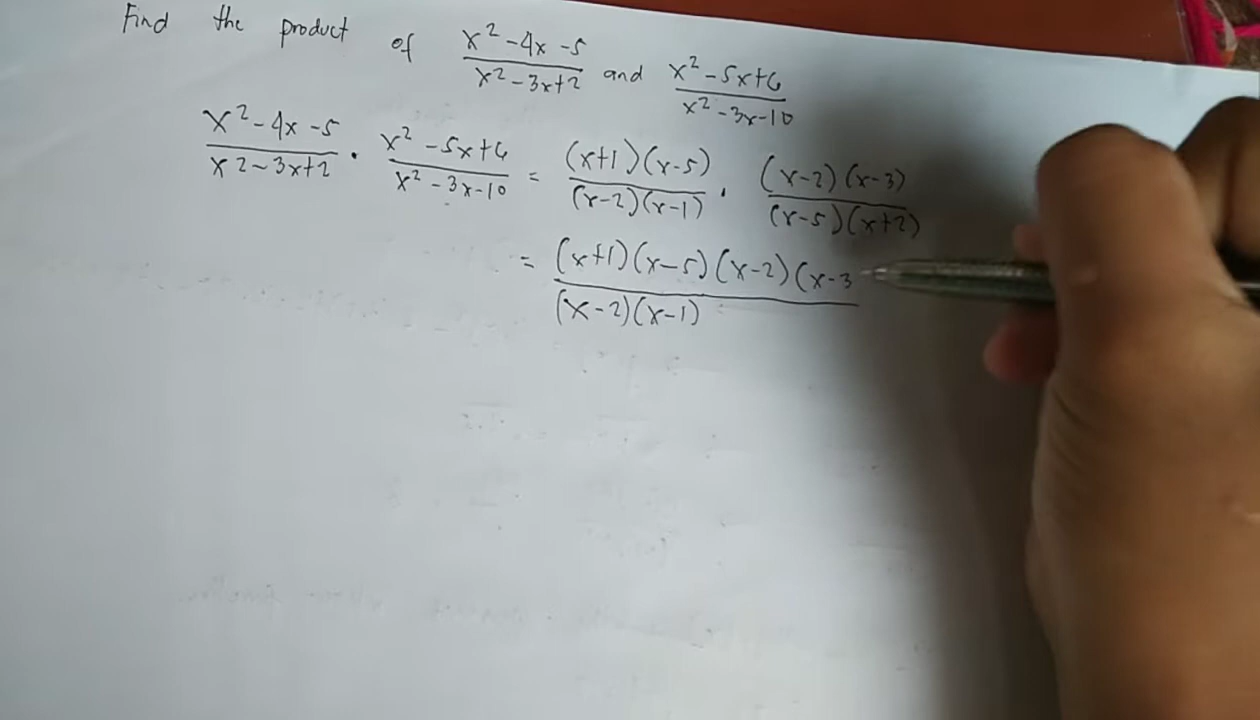 Find the product of x²-4x-5/x²-3x+2 and x²-5x+6/x²-3x-10
x²-4x-5/x2-3x+2 · x²-5x+6/x²-3x-10 = (x+1)(x-5)/(x-2)(x-1) · (x-2)(x-3)/(x-5)(x+2)
= (x+1)(x-5)(x-2)(x-3/(x-2)(x-1)